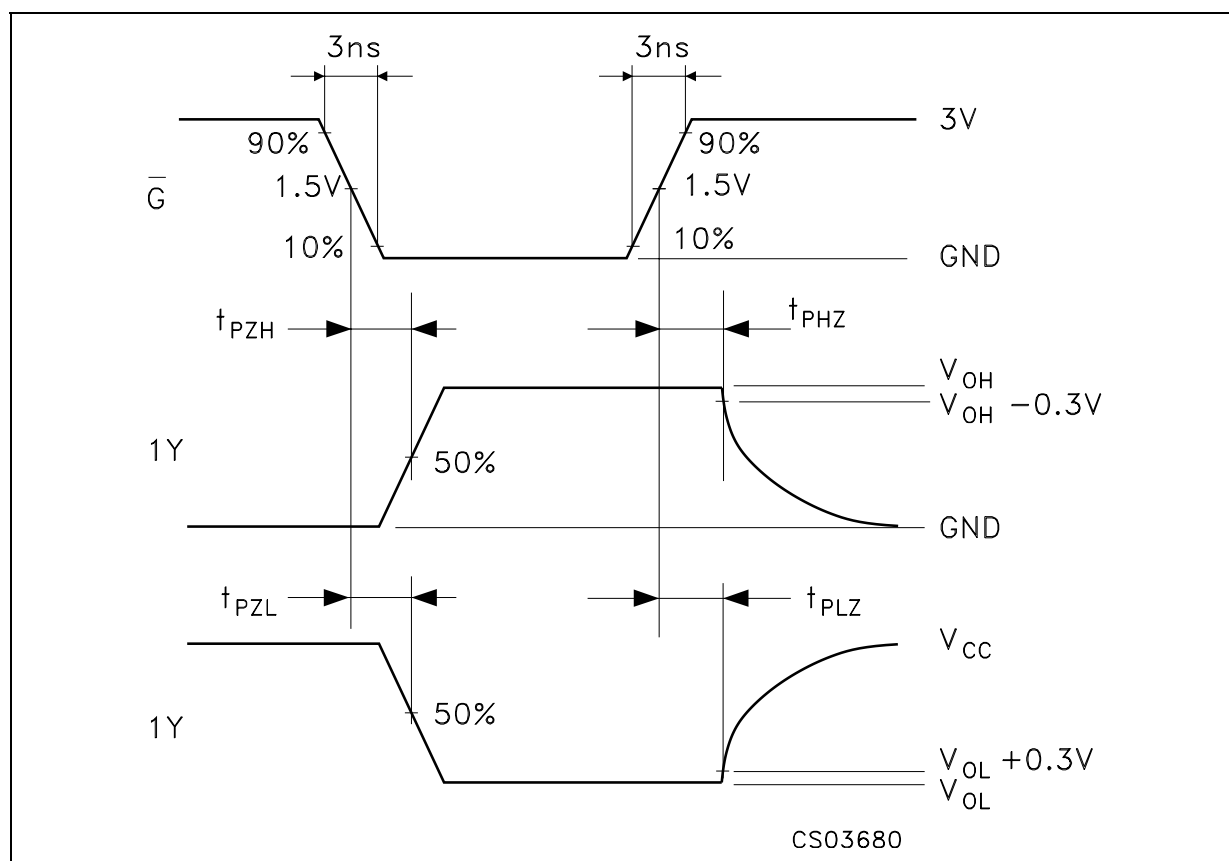 3ns 3ns
3V
90% 90%
G̅ 1.5V 1.5V
10% 10%
GND
tPZH tPHZ
VOH
VOH −0.3V
1Y 50%
GND
tPZL tPLZ
VCC
1Y 50%
VOL +0.3V
VOL
CS03680